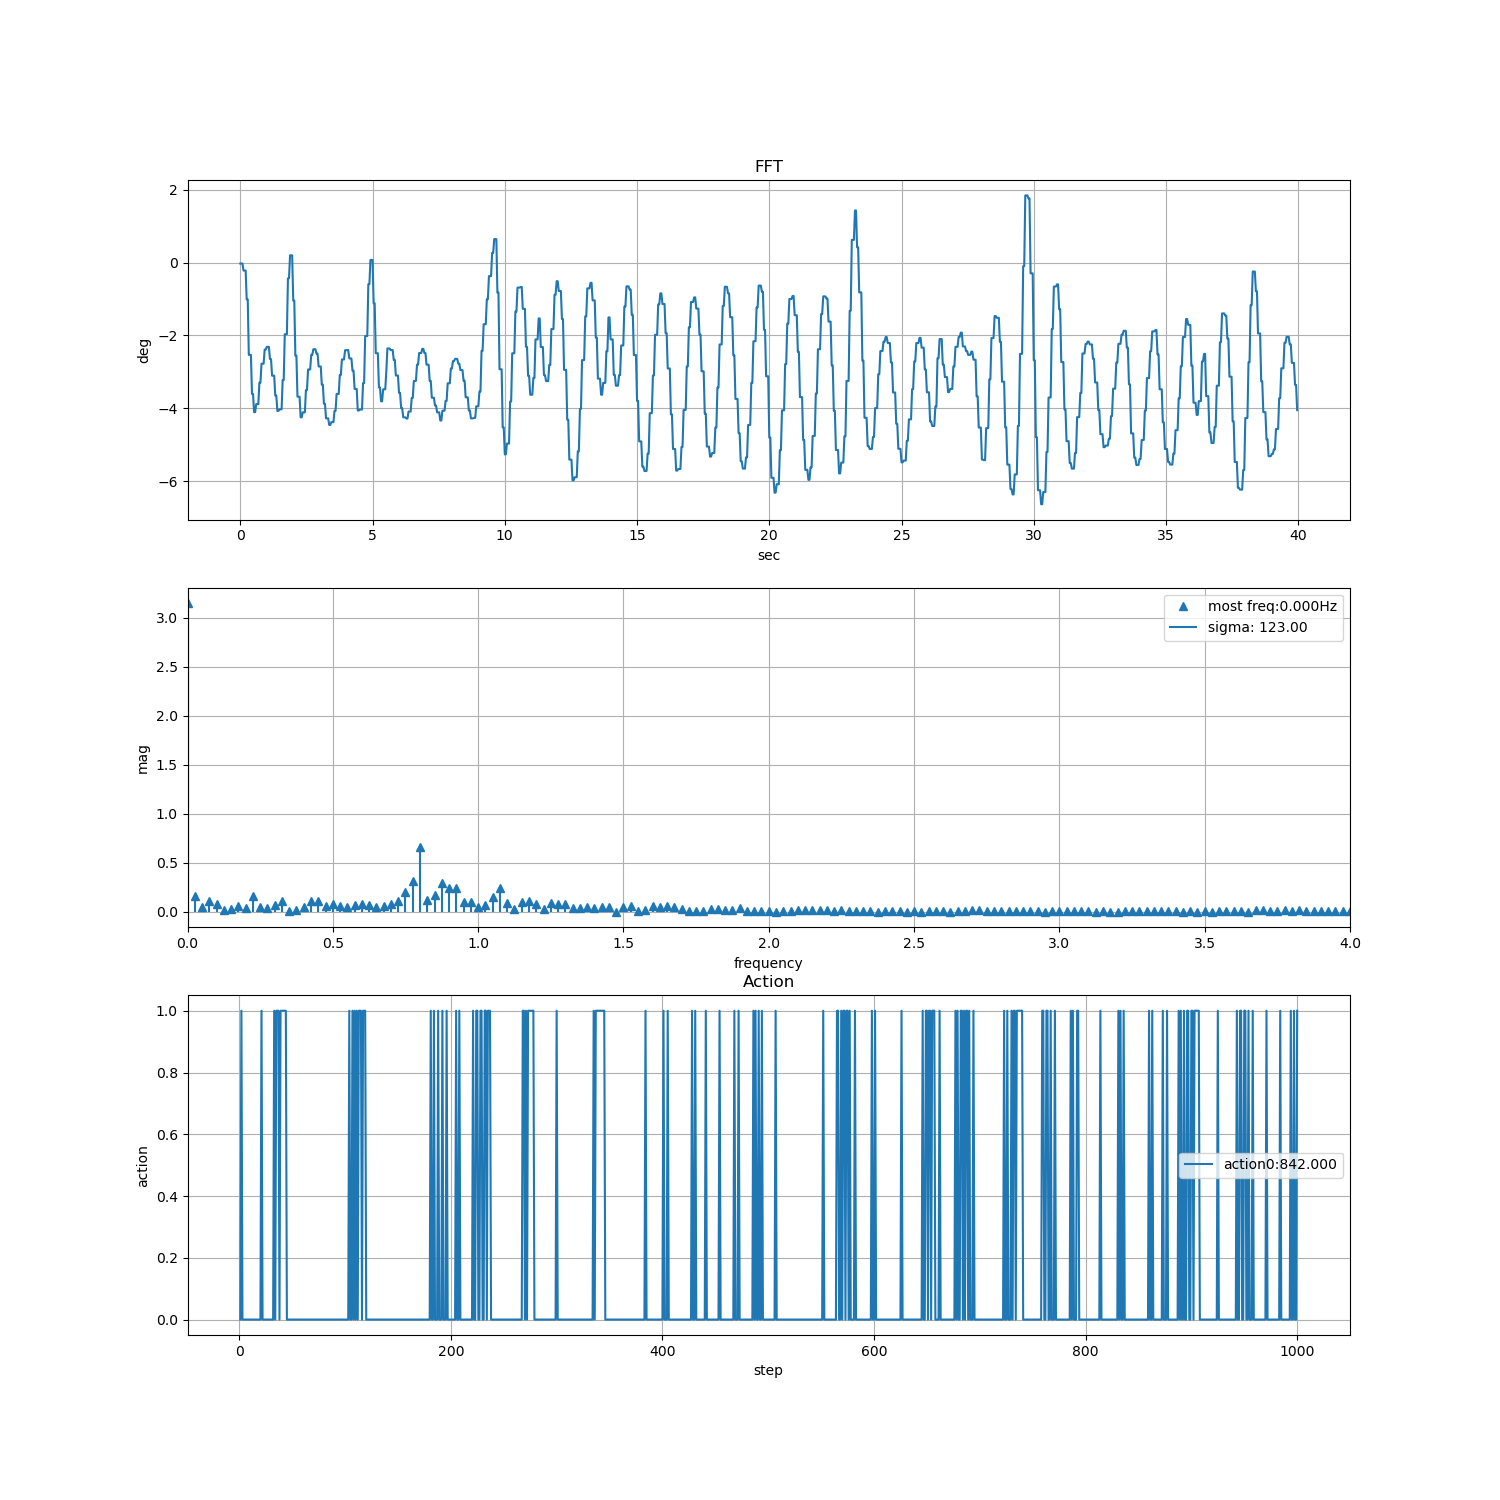 FFT
2
0
−2
−4
−6
deg
0 5 10 15 20 25 30 35 40
sec
3.0
2.5
2.0
1.5
1.0
0.5
0.0
mag
most freq:0.000Hz
sigma: 123.00
0.0 0.5 1.0 1.5 2.0 2.5 3.0 3.5 4.0
frequency
Action
1.0
0.8
0.6
0.4
0.2
0.0
action
action0:842.000
0 200 400 600 800 1000
step